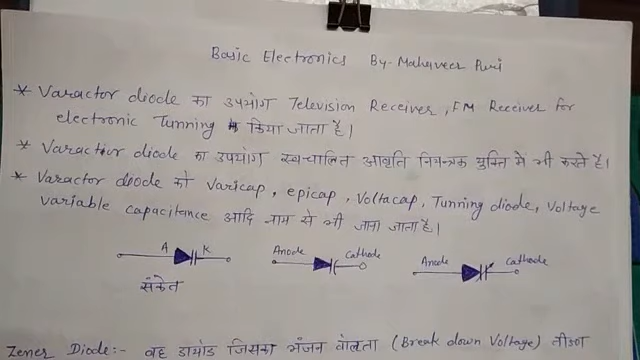 Basic Electronics By- Mahaveer Puri
* Varactor diode का उपयोग Television Receiver, FM Receiver for
electronic Tunning में किया जाता है।
* Varactior diode का उपयोग स्वचालित आवृति नियन्त्रक युक्ति में भी करते है।
* Varactor diode को Varicap, epicap, Voltacap, Tunning diode, Voltage
variable capacitance आदि नाम से भी जाना जाता है।
A K Anode Cathode Anode Cathode
संकेत
Zener Diode:- वह डायोड जिसका भंजन वोल्टता (Break down Voltage) तीक्ष्ण